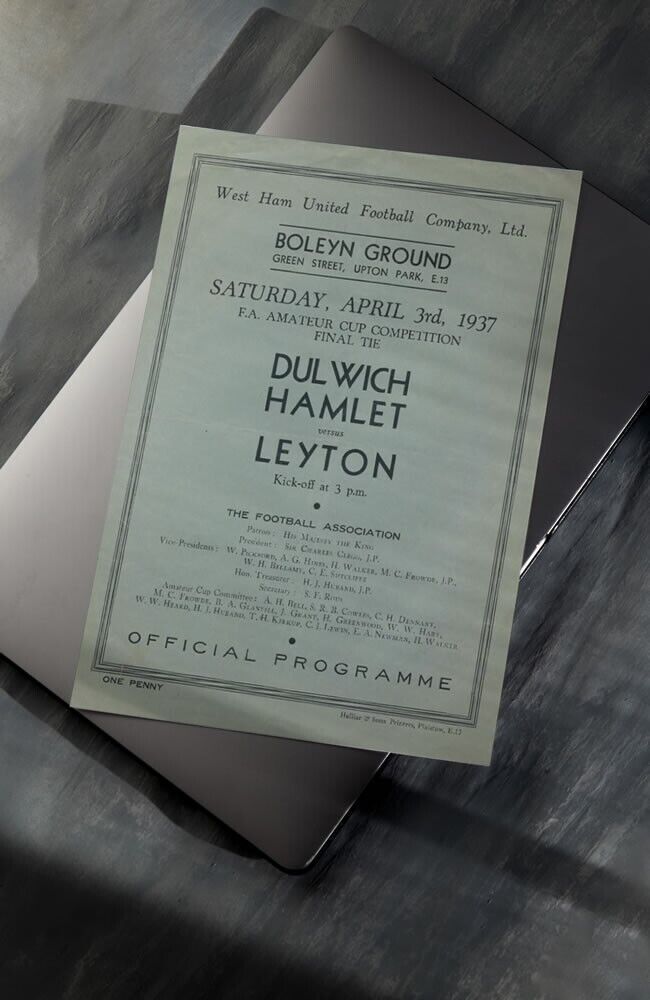 West Ham United Football Company, Ltd.
BOLEYN GROUND
GREEN STREET, UPTON PARK, E.13
SATURDAY, APRIL 3rd, 1937
F.A. AMATEUR CUP COMPETITION
FINAL TIE
DULWICH
HAMLET
versus
LEYTON
Kick-off at 3 p.m.
THE FOOTBALL ASSOCIATION
Patron: His Majesty the King
President: Sir Charles Clegg, J.P.
Vice-Presidents: W. Pickford, A. G. Hines, H. Walker, M. C. Frowde, J.P.,
W. H. Bellamy, C. E. Sutcliffe
Hon. Treasurer: H. J. Huband, J.P.
Secretary: S. F. Rous
Amateur Cup Committee: A. H. Bell, S. R. B. Cowles, C. H. Dennant,
M. C. Frowde, B. A. Glanvill, J. Grant, H. Greenwood, W. W. Hart,
W. W. Heard, H. J. Huband, T. H. Kirkup, C. J. Lewin, E. A. Newman, H. Walker
OFFICIAL PROGRAMME
ONE PENNY
Helliar & Sons Printers, Plaistow, E.13